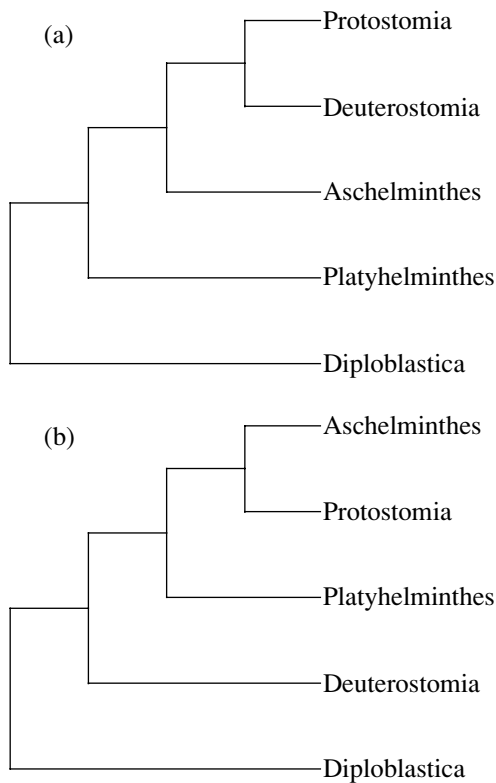 Protostomia
(a)
Deuterostomia
Aschelminthes
Platyhelminthes
Diploblastica
Aschelminthes
(b)
Protostomia
Platyhelminthes
Deuterostomia
Diploblastica